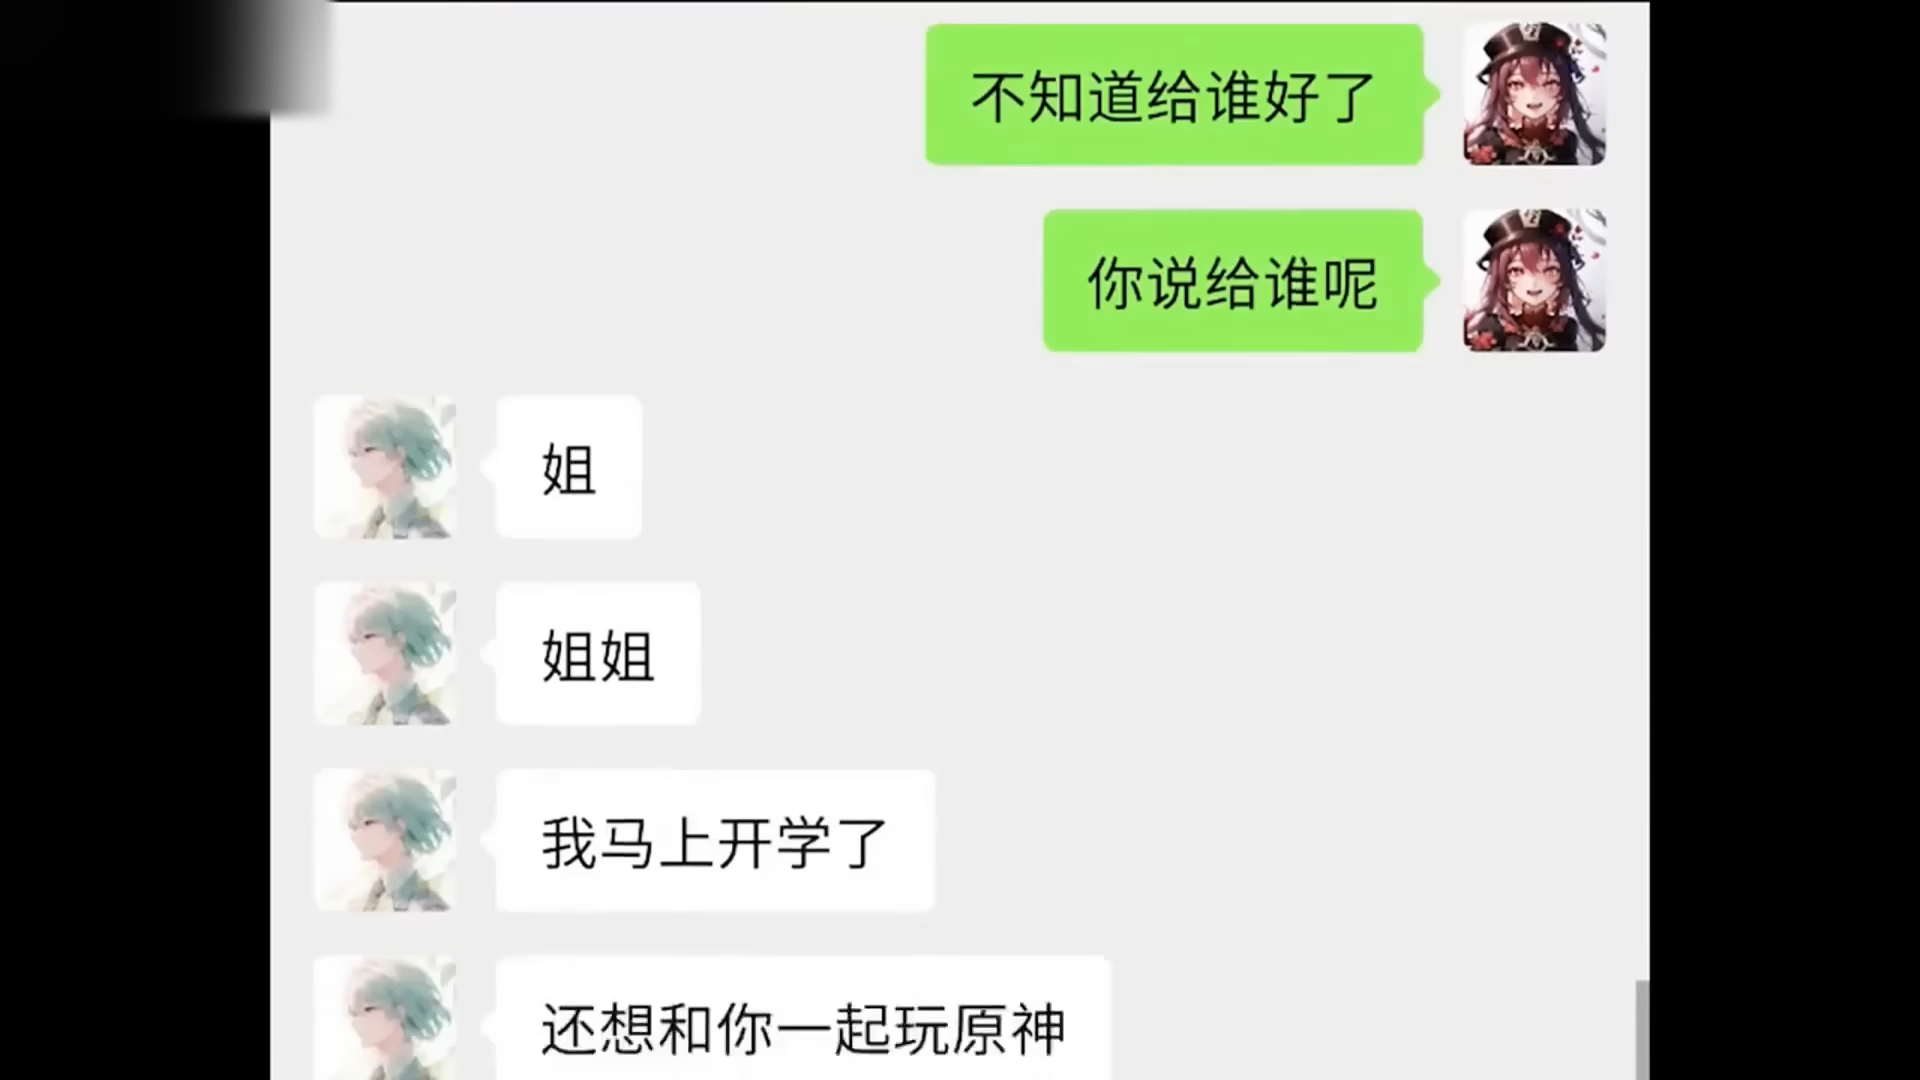 不知道给谁好了
你说给谁呢
姐
姐姐
我马上开学了
还想和你一起玩原神